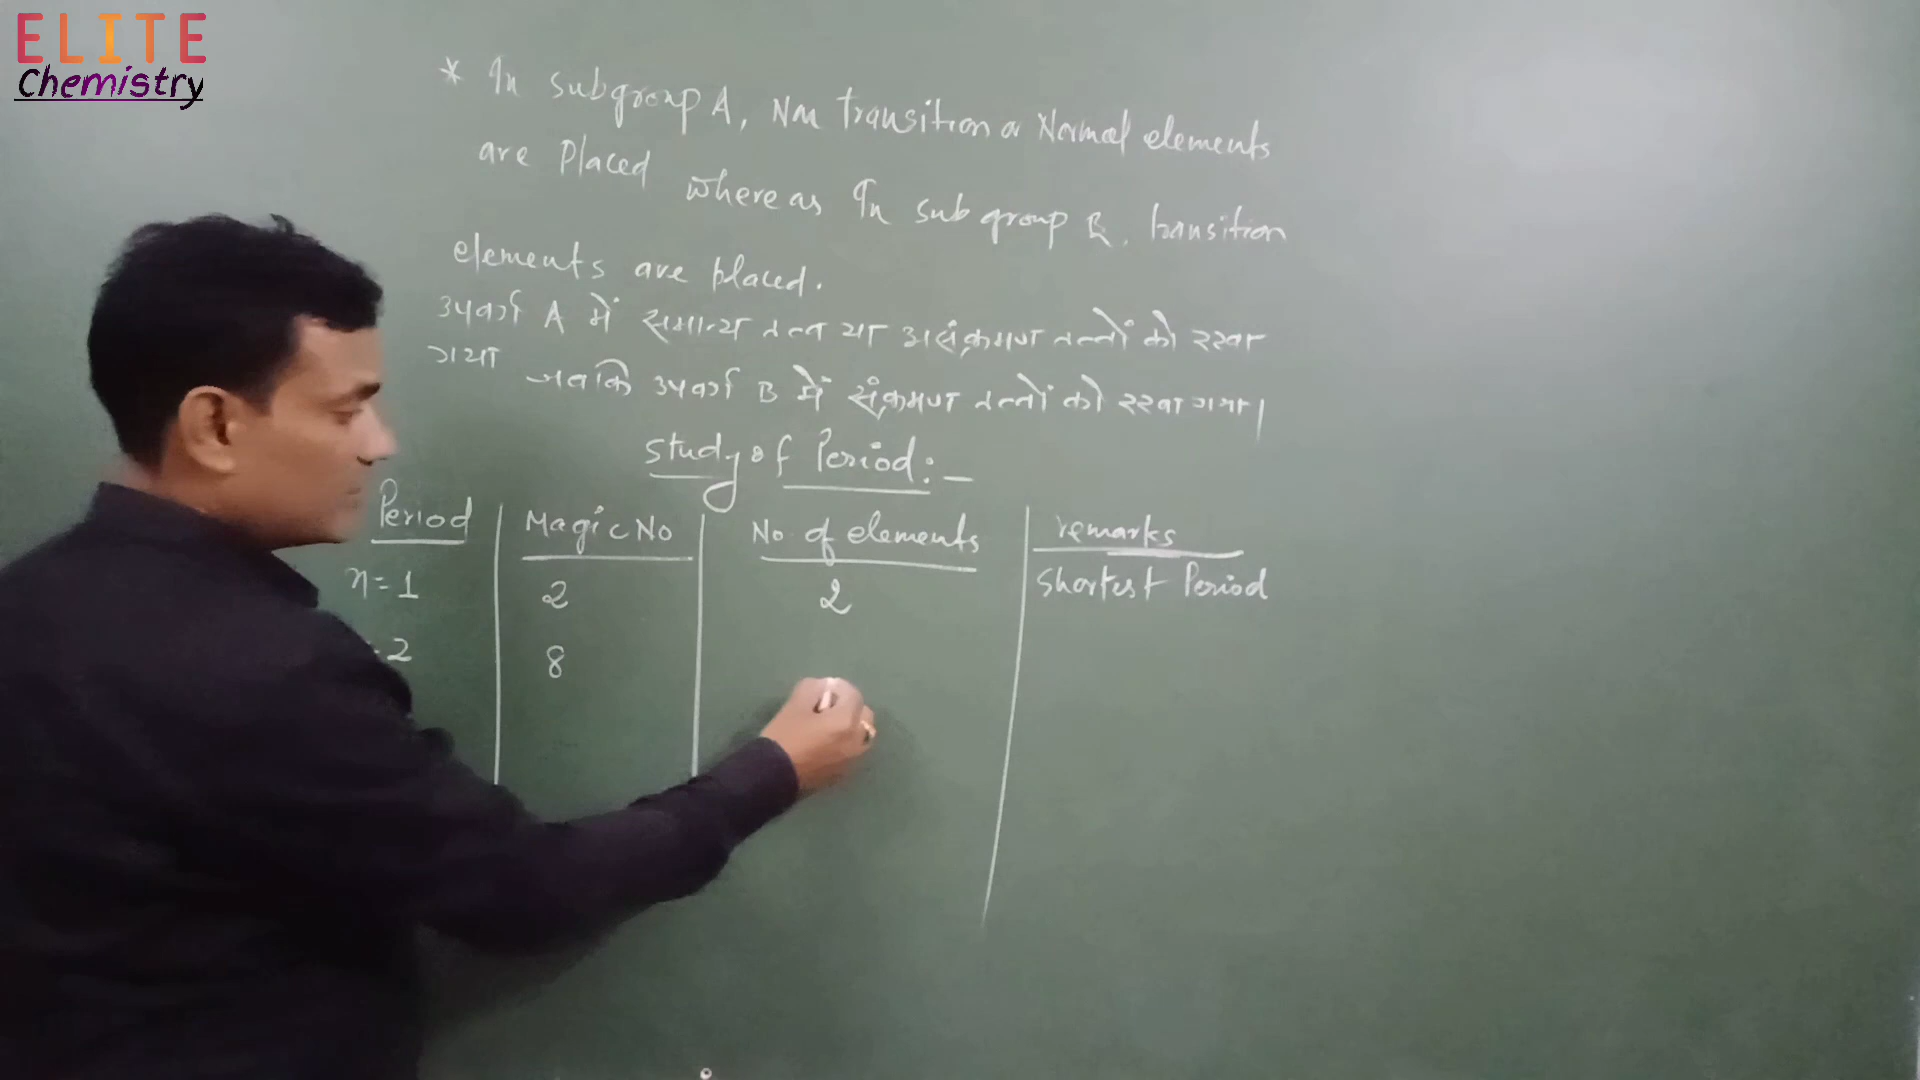 ELITE
Chemistry
* In subgroup A, Non transition or Normal elements
are Placed whereas In sub group B, transition
elements are placed.
उपवर्ग A में समान्य तत्व या असंक्रमण तत्वों को रखा
गया जबकि उपवर्ग B में संक्रमण तत्वों को रखा गया।
Study of Period:-
Period Magic No No. of elements remarks
n=1 2 2 Shortest Period
2 8